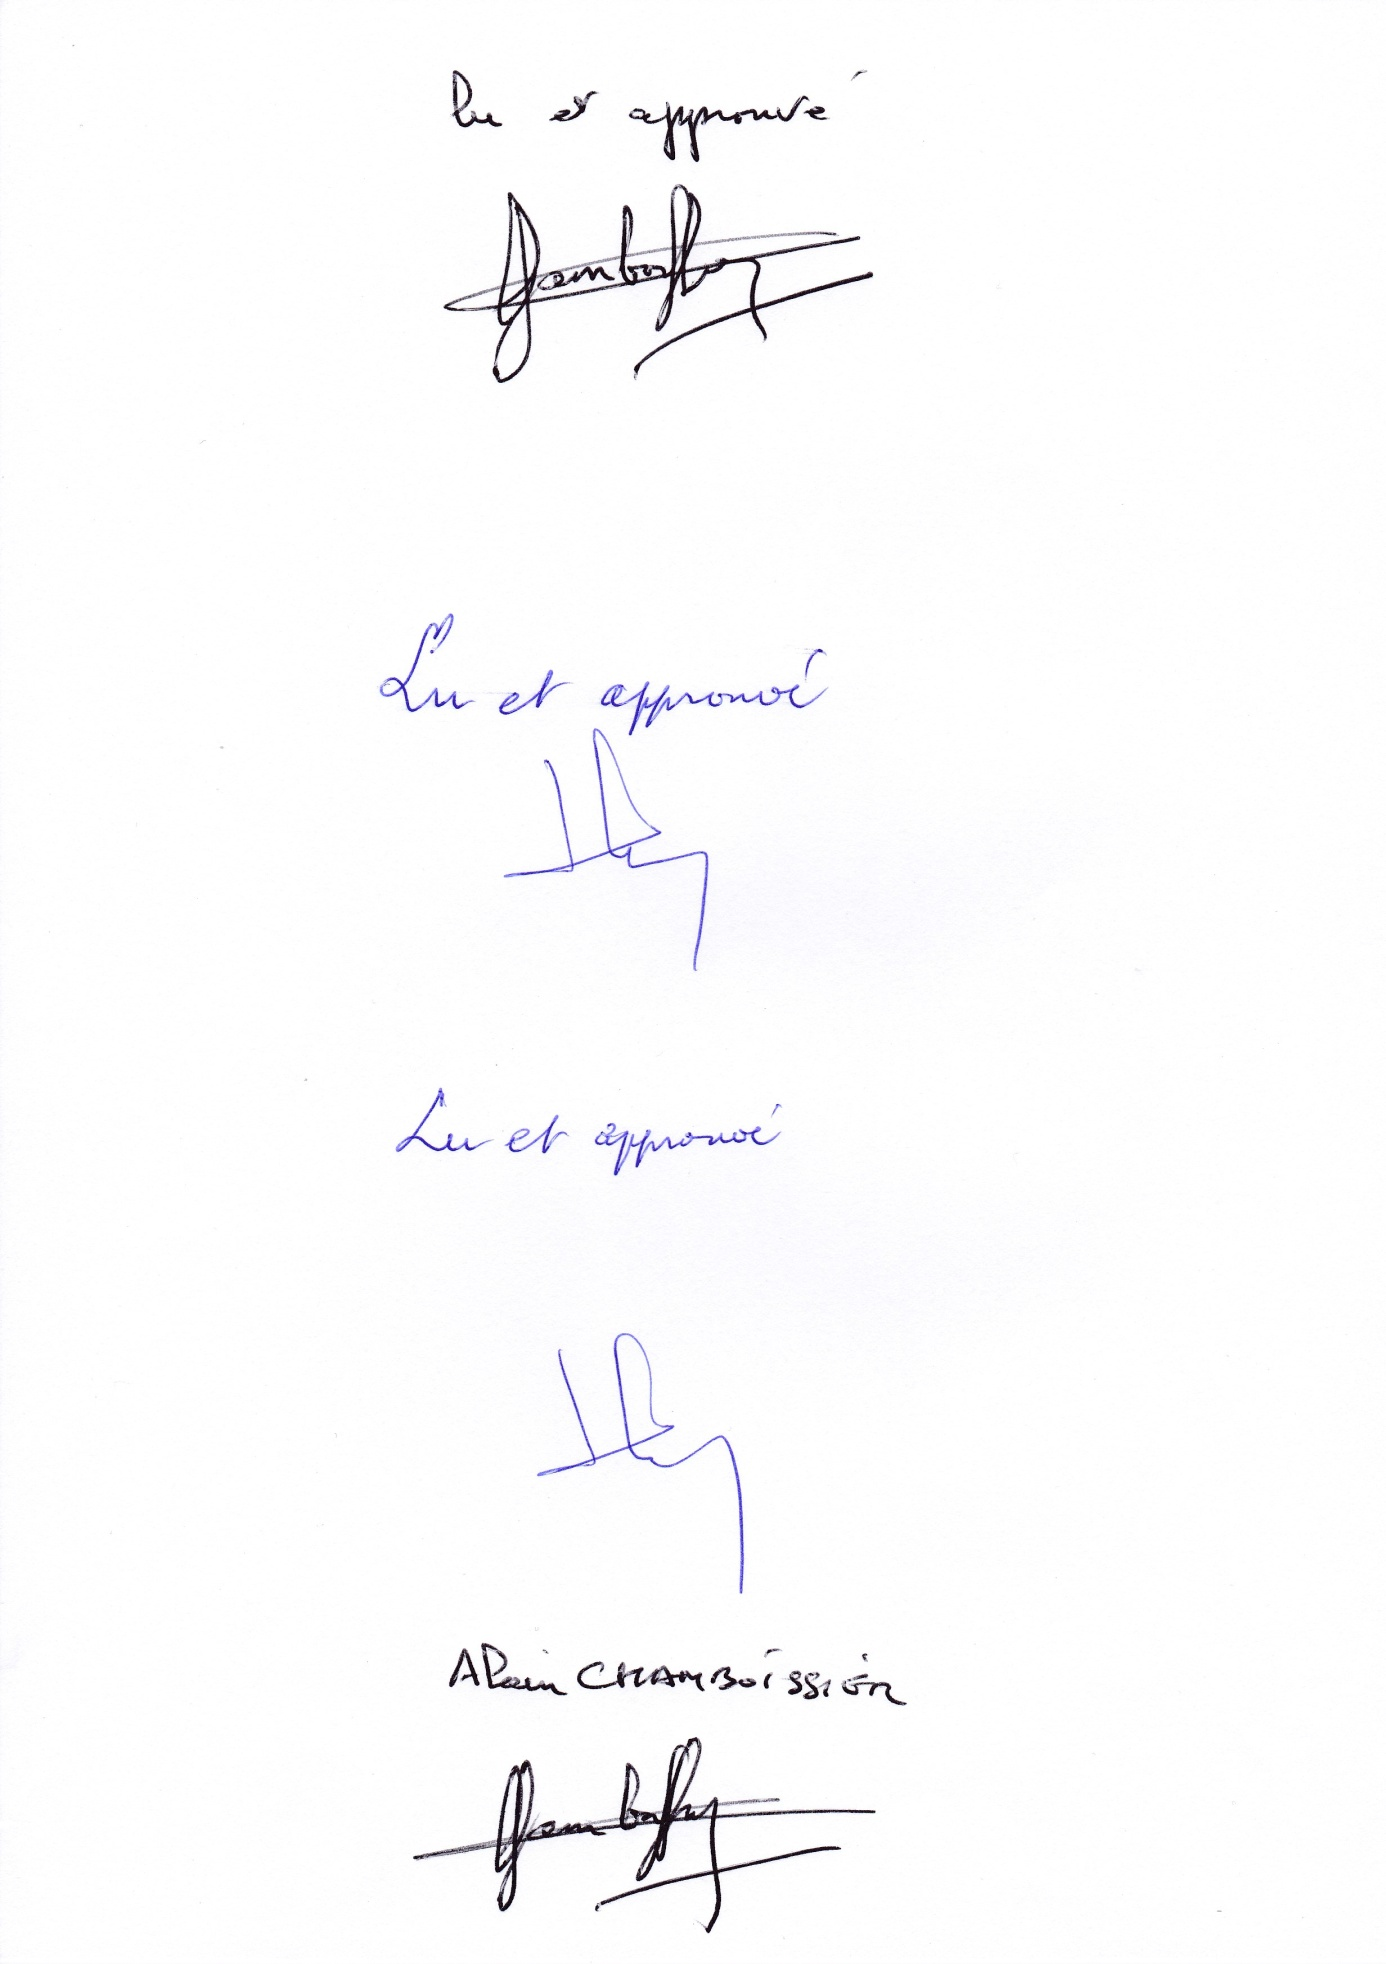 lu et approuvé
Lu et approuvé
Lu et approuvé
Alain CHAMBOISSIER